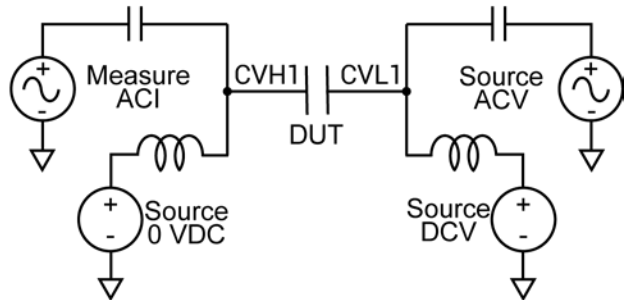 +
-
Measure
ACI
CVH1
CVL1
DUT
Source
ACV
+
-
+
-
Source
0 VDC
Source
DCV
+
-